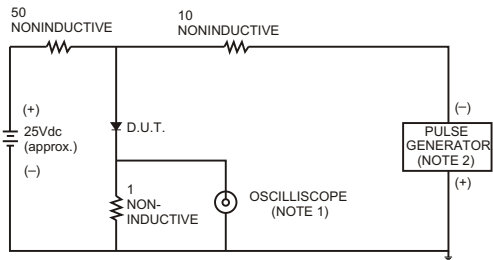 50
NONINDUCTIVE
10
NONINDUCTIVE
(+)
25Vdc
(approx.)
(–)
D.U.T.
1
NON-
INDUCTIVE
OSCILLISCOPE
(NOTE 1)
(–)
PULSE
GENERATOR
(NOTE 2)
(+)